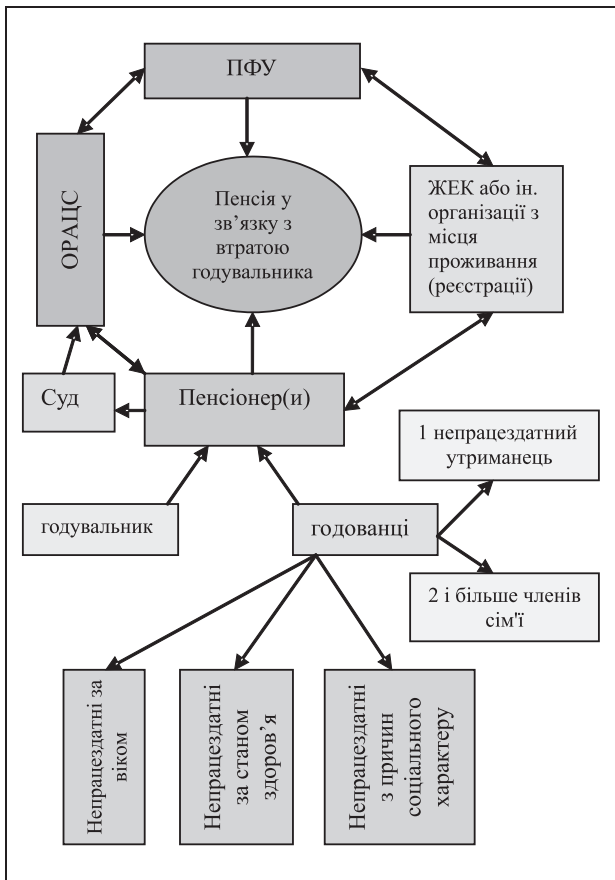 ПФУ
ОРАЦС
Пенсія у
зв’язку з
втратою
годувальника
ЖЕК або ін.
організації з
місця
проживання
(реєстрації)
Суд
Пенсіонер(и)
1 непрацездатний
утриманець
годувальник
годованці
2 і більше членів
сім'ї
Непрацездатні за
віком
Непрацездатні
за станом
здоров’я
Непрацездатні
з причин
соціального
характеру